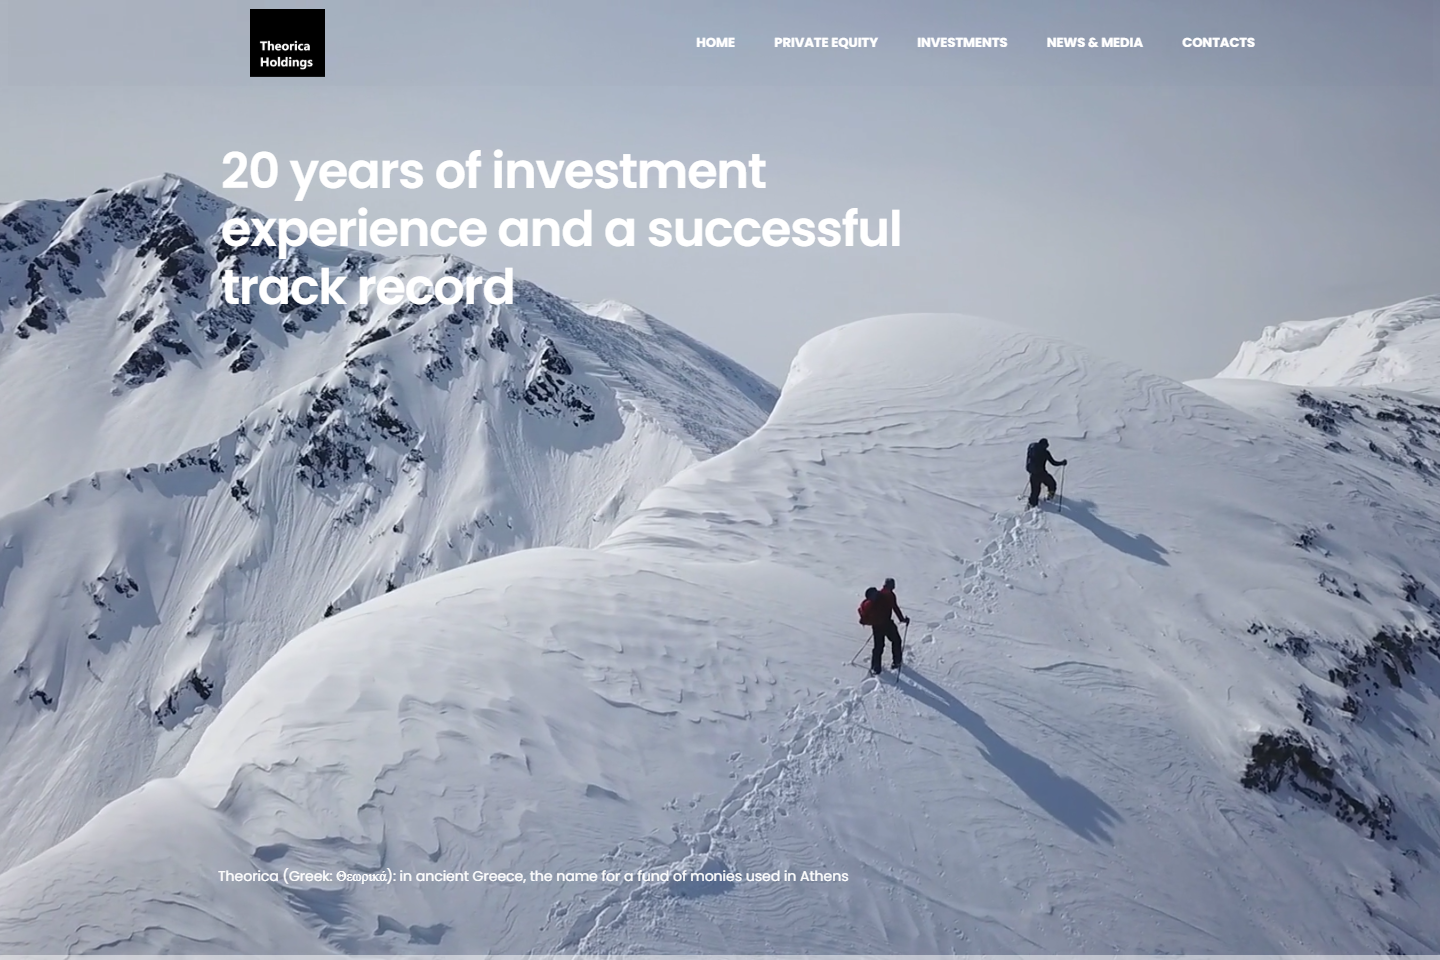 Theorica
Holdings
HOME PRIVATE EQUITY INVESTMENTS NEWS & MEDIA CONTACTS
20 years of investment
experience and a successful
track record
Theorica (Greek: Θεωρικά): in ancient Greece, the name for a fund of monies used in Athens